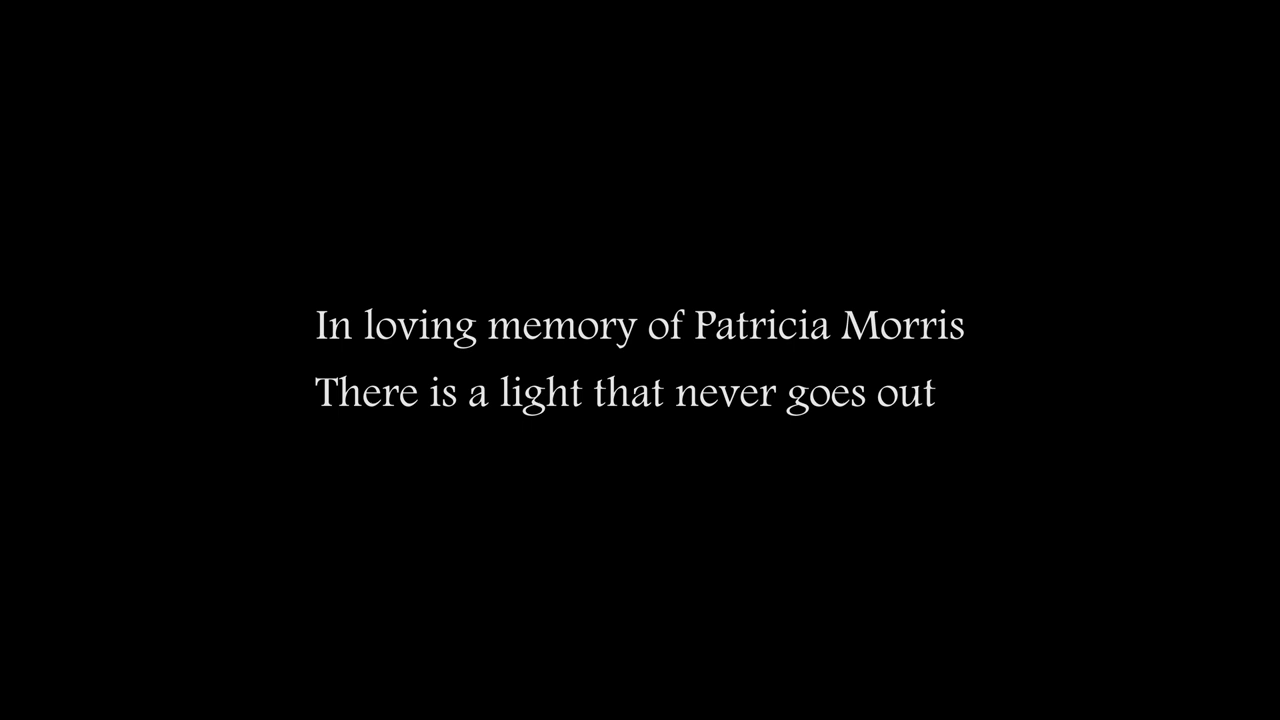 In loving memory of Patricia Morris
There is a light that never goes out